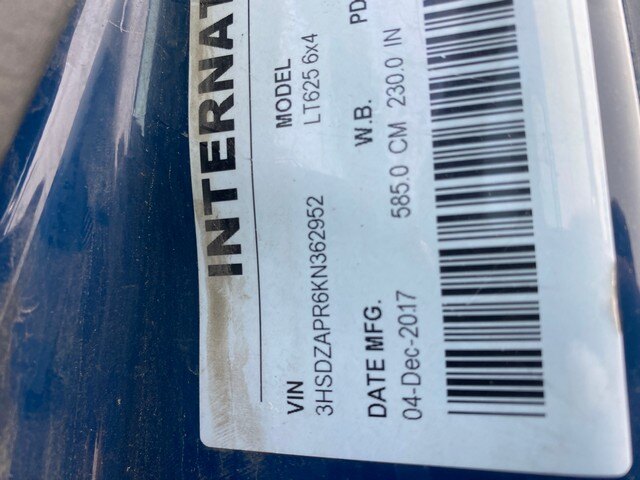 INTERNAT
VIN MODEL
3HSDZAPR6KN362952 LT625 6x4
DATE MFG. W.B. PD
04-Dec-2017 585.0 CM 230.0 IN